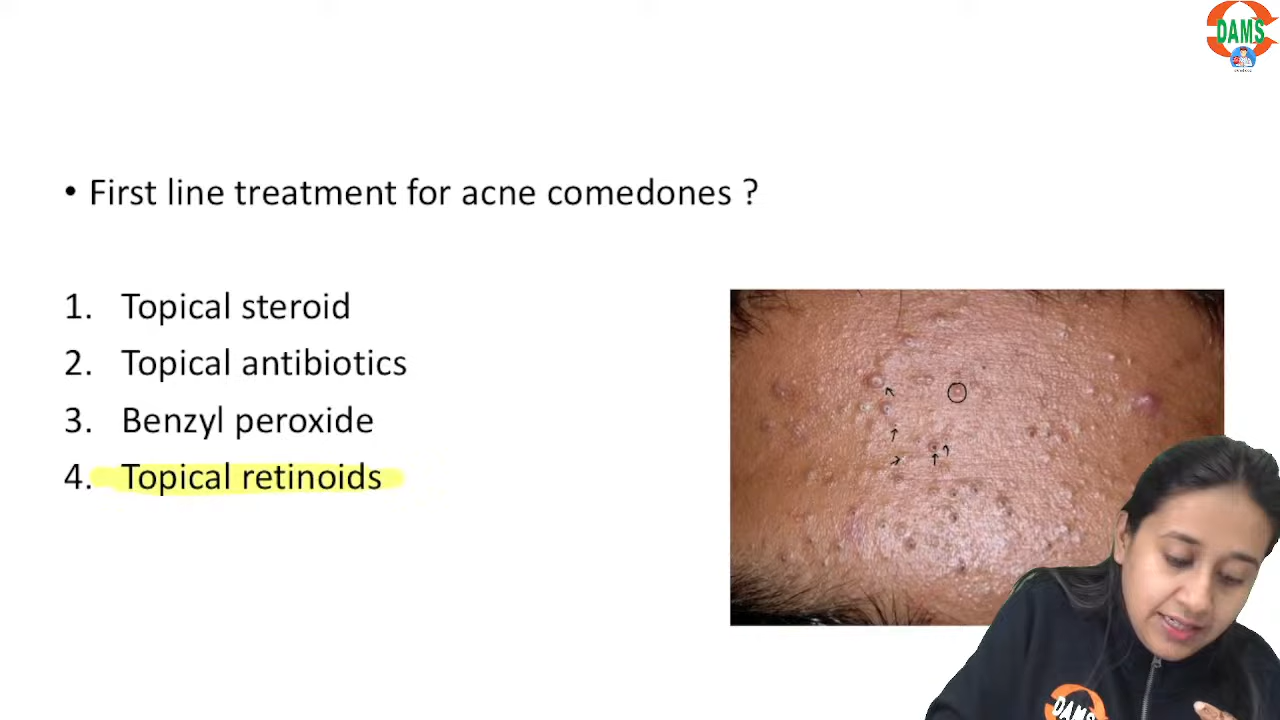 DAMS
• First line treatment for acne comedones ?
1. Topical steroid
2. Topical antibiotics
3. Benzyl peroxide
4. Topical retinoids
DAMS